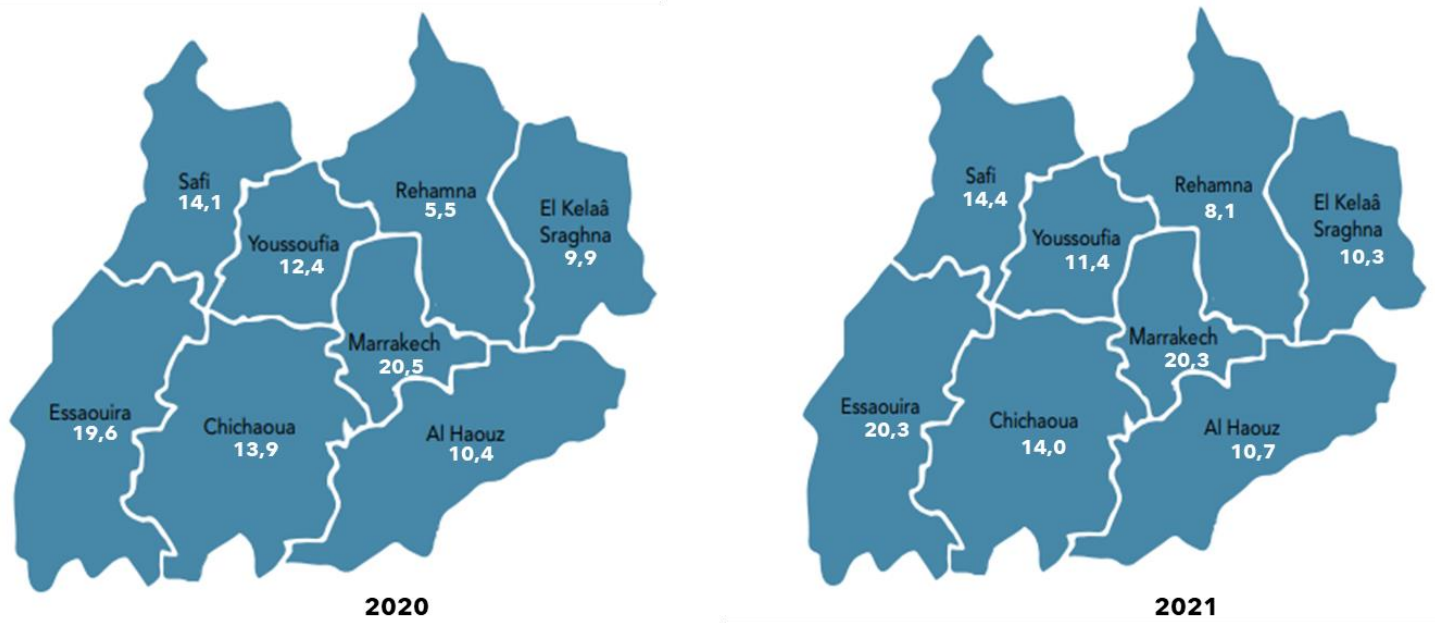 Safi
14,1
Rehamna
5,5
El Kelaâ
Sraghna
9,9
Youssoufia
12,4
Marrakech
20,5
Essaouira
19,6
Chichaoua
13,9
Al Haouz
10,4
2020
Safi
14,4
Rehamna
8,1
El Kelaâ
Sraghna
10,3
Youssoufia
11,4
Marrakech
20,3
Essaouira
20,3
Chichaoua
14,0
Al Haouz
10,7
2021